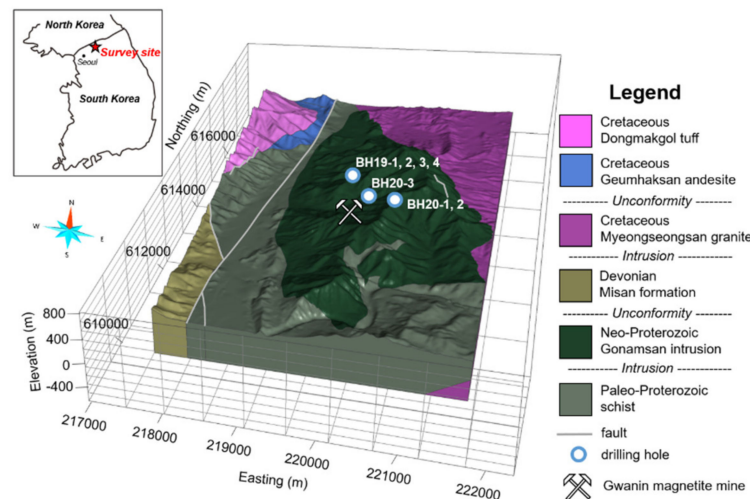 North Korea
Survey site
Seoul
South Korea
N
W
E
S
Northing (m)
616000
614000
612000
610000
BH19-1, 2, 3, 4
BH20-3
BH20-1, 2
Elevation (m)
800
400
0
-400
217000
218000
219000
220000
221000
222000
Easting (m)
Legend
Cretaceous
Dongmakgol tuff
Cretaceous
Geumhaksan andesite
Unconformity
Cretaceous
Myeongseongsan granite
Intrusion
Devonian
Misan formation
Unconformity
Neo-Proterozoic
Gonamsan intrusion
Intrusion
Paleo-Proterozoic
schist
fault
drilling hole
Gwanin magnetite mine